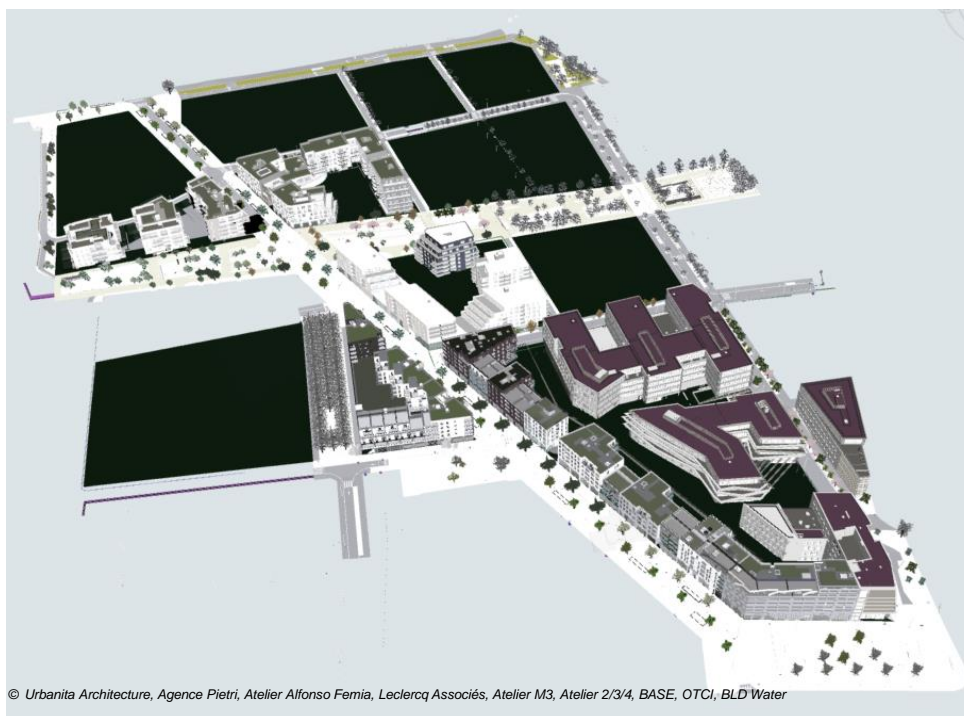 © Urbanita Architecture, Agence Pietri, Atelier Alfonso Femia, Leclercq Associés, Atelier M3, Atelier 2/3/4, BASE, OTCI, BLD Water